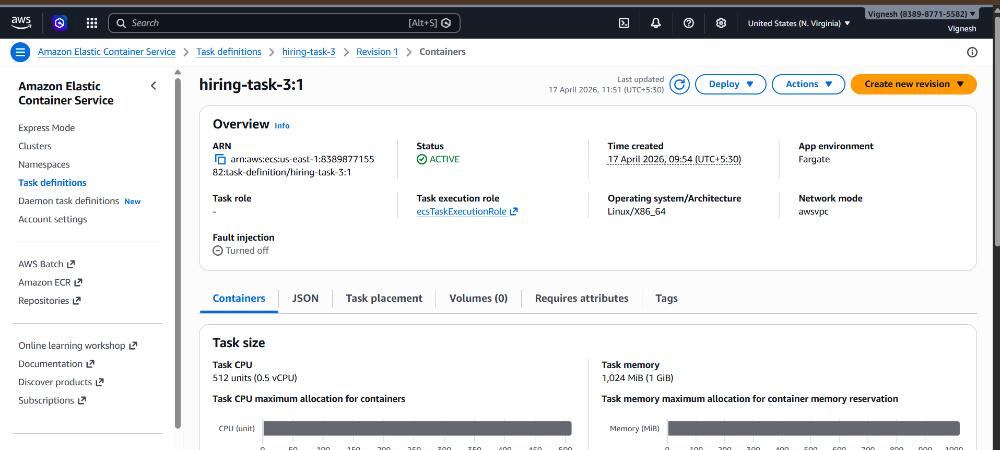 aws
Search [Alt+S]
United States (N. Virginia)
Vignesh (8389-8771-5582)
Vignesh
Amazon Elastic Container Service
Task definitions
hiring-task-3
Revision 1
Containers
Amazon Elastic
Container Service
Express Mode
Clusters
Namespaces
Task definitions
Daemon task definitions New
Account settings
AWS Batch
Amazon ECR
Repositories
Online learning workshop
Documentation
Discover products
Subscriptions
hiring-task-3:1
Last updated
17 April 2026, 11:51 (UTC+5:30)
Deploy
Actions
Create new revision
Overview Info
ARN
arn:aws:ecs:us-east-1:8389877155
82:task-definition/hiring-task-3:1
Status
ACTIVE
Time created
17 April 2026, 09:54 (UTC+5:30)
App environment
Fargate
Task role
-
Task execution role
ecsTaskExecutionRole
Operating system/Architecture
Linux/X86_64
Network mode
awsvpc
Fault injection
Turned off
Containers
JSON
Task placement
Volumes (0)
Requires attributes
Tags
Task size
Task CPU
512 units (0.5 vCPU)
Task CPU maximum allocation for containers
CPU (unit)
0 50 100 150 200 250 300 350 400 450 500
Task memory
1,024 MiB (1 GiB)
Task memory maximum allocation for container memory reservation
Memory (MiB)
0 100 200 300 400 500 600 700 800 900 1000